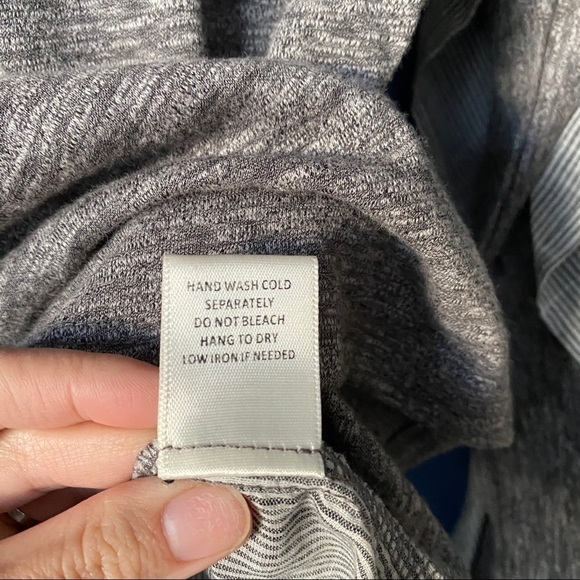 HAND WASH COLD
SEPARATELY
DO NOT BLEACH
HANG TO DRY
LOW IRON IF NEEDED